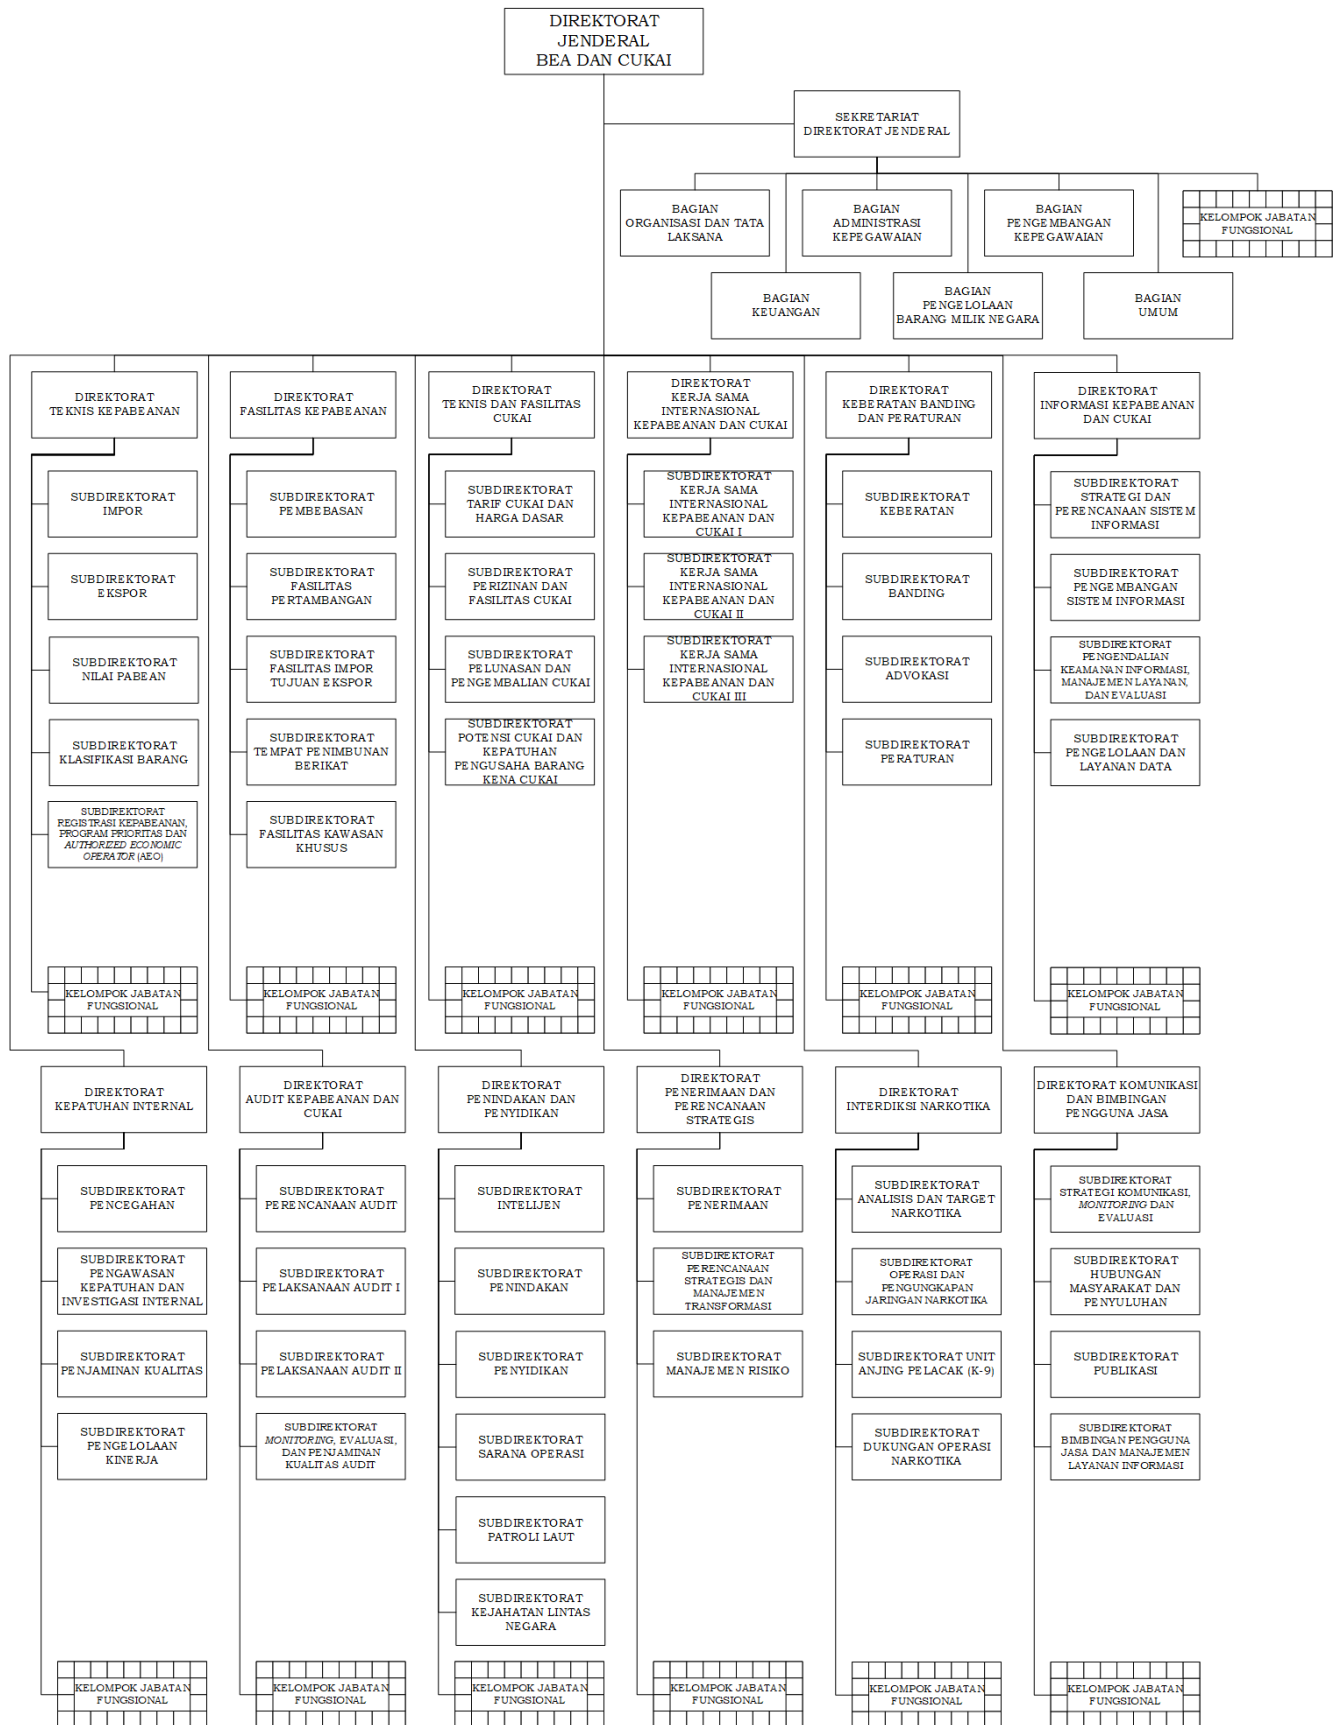 DIREKTORAT
JENDERAL
BEA DAN CUKAI
SEKRETARIAT
DIREKTORAT JENDERAL
BAGIAN
ORGANISASI DAN TATA
LAKSANA
BAGIAN
ADMINISTRASI
KEPEGAWAIAN
BAGIAN
PENGEMBANGAN
KEPEGAWAIAN
KELOMPOK JABATAN
FUNGSIONAL
BAGIAN
KEUANGAN
BAGIAN
PENGELOLAAN
BARANG MILIK NEGARA
BAGIAN
UMUM
DIREKTORAT
TEKNIS KEPABEANAN
SUBDIREKTORAT
IMPOR
SUBDIREKTORAT
EKSPOR
SUBDIREKTORAT
NILAI PABEAN
SUBDIREKTORAT
KLASIFIKASI BARANG
SUBDIREKTORAT
REGISTRASI KEPABEANAN,
PROGRAM PRIORITAS DAN
AUTHORIZED ECONOMIC
OPERATOR (AEO)
KELOMPOK JABATAN
FUNGSIONAL
DIREKTORAT
FASILITAS KEPABEANAN
SUBDIREKTORAT
PEMBEBASAN
SUBDIREKTORAT
FASILITAS
PERTAMBANGAN
SUBDIREKTORAT
FASILITAS IMPOR
TUJUAN EKSPOR
SUBDIREKTORAT
TEMPAT PENIMBUNAN
BERIKAT
SUBDIREKTORAT
FASILITAS KAWASAN
KHUSUS
KELOMPOK JABATAN
FUNGSIONAL
DIREKTORAT
TEKNIS DAN FASILITAS
CUKAI
SUBDIREKTORAT
TARIF CUKAI DAN
HARGA DASAR
SUBDIREKTORAT
PERIZINAN DAN
FASILITAS CUKAI
SUBDIREKTORAT
PELUNASAN DAN
PENGEMBALIAN CUKAI
SUBDIREKTORAT
POTENSI CUKAI DAN
KEPATUHAN
PENGUSAHA BARANG
KENA CUKAI
KELOMPOK JABATAN
FUNGSIONAL
DIREKTORAT
KERJA SAMA
INTERNASIONAL
KEPABEANAN DAN CUKAI
SUBDIREKTORAT
KERJA SAMA
INTERNASIONAL
KEPABEANAN DAN
CUKAI I
SUBDIREKTORAT
KERJA SAMA
INTERNASIONAL
KEPABEANAN DAN
CUKAI II
SUBDIREKTORAT
KERJA SAMA
INTERNASIONAL
KEPABEANAN DAN
CUKAI III
KELOMPOK JABATAN
FUNGSIONAL
DIREKTORAT
KEBERATAN BANDING
DAN PERATURAN
SUBDIREKTORAT
KEBERATAN
SUBDIREKTORAT
BANDING
SUBDIREKTORAT
ADVOKASI
SUBDIREKTORAT
PERATURAN
KELOMPOK JABATAN
FUNGSIONAL
DIREKTORAT
INFORMASI KEPABEANAN
DAN CUKAI
SUBDIREKTORAT
STRATEGI DAN
PERENCANAAN SISTEM
INFORMASI
SUBDIREKTORAT
PENGEMBANGAN
SISTEM INFORMASI
SUBDIREKTORAT
PENGENDALIAN
KEAMANAN INFORMASI,
MANAJEMEN LAYANAN,
DAN EVALUASI
SUBDIREKTORAT
PENGELOLAAN DAN
LAYANAN DATA
KELOMPOK JABATAN
FUNGSIONAL
DIREKTORAT
KEPATUHAN INTERNAL
SUBDIREKTORAT
PENCEGAHAN
SUBDIREKTORAT
PENGAWASAN
KEPATUHAN DAN
INVESTIGASI INTERNAL
SUBDIREKTORAT
PENJAMINAN KUALITAS
SUBDIREKTORAT
PENGELOLAAN
KINERJA
KELOMPOK JABATAN
FUNGSIONAL
DIREKTORAT
AUDIT KEPABEANAN DAN
CUKAI
SUBDIREKTORAT
PERENCANAAN AUDIT
SUBDIREKTORAT
PELAKSANAAN AUDIT I
SUBDIREKTORAT
PELAKSANAAN AUDIT II
SUBDIREKTORAT
MONITORING, EVALUASI,
DAN PENJAMINAN
KUALITAS AUDIT
KELOMPOK JABATAN
FUNGSIONAL
DIREKTORAT
PENINDAKAN DAN
PENYIDIKAN
SUBDIREKTORAT
INTELIJEN
SUBDIREKTORAT
PENINDAKAN
SUBDIREKTORAT
PENYIDIKAN
SUBDIREKTORAT
SARANA OPERASI
SUBDIREKTORAT
PATROLI LAUT
SUBDIREKTORAT
KEJAHATAN LINTAS
NEGARA
KELOMPOK JABATAN
FUNGSIONAL
DIREKTORAT
PENERIMAAN DAN
PERENCANAAN
STRATEGIS
SUBDIREKTORAT
PENERIMAAN
SUBDIREKTORAT
PERENCANAAN
STRATEGIS DAN
MANAJEMEN
TRANSFORMASI
SUBDIREKTORAT
MANAJEMEN RISIKO
KELOMPOK JABATAN
FUNGSIONAL
DIREKTORAT
INTERDIKSI NARKOTIKA
SUBDIREKTORAT
ANALISIS DAN TARGET
NARKOTIKA
SUBDIREKTORAT
OPERASI DAN
PENGUNGKAPAN
JARINGAN NARKOTIKA
SUBDIREKTORAT UNIT
ANJING PELACAK (K-9)
SUBDIREKTORAT
DUKUNGAN OPERASI
NARKOTIKA
KELOMPOK JABATAN
FUNGSIONAL
DIREKTORAT KOMUNIKASI
DAN BIMBINGAN
PENGGUNA JASA
SUBDIREKTORAT
STRATEGI KOMUNIKASI,
MONITORING DAN
EVALUASI
SUBDIREKTORAT
HUBUNGAN
MASYARAKAT DAN
PENYULUHAN
SUBDIREKTORAT
PUBLIKASI
SUBDIREKTORAT
BIMBINGAN PENGGUNA
JASA DAN MANAJEMEN
LAYANAN INFORMASI
KELOMPOK JABATAN
FUNGSIONAL